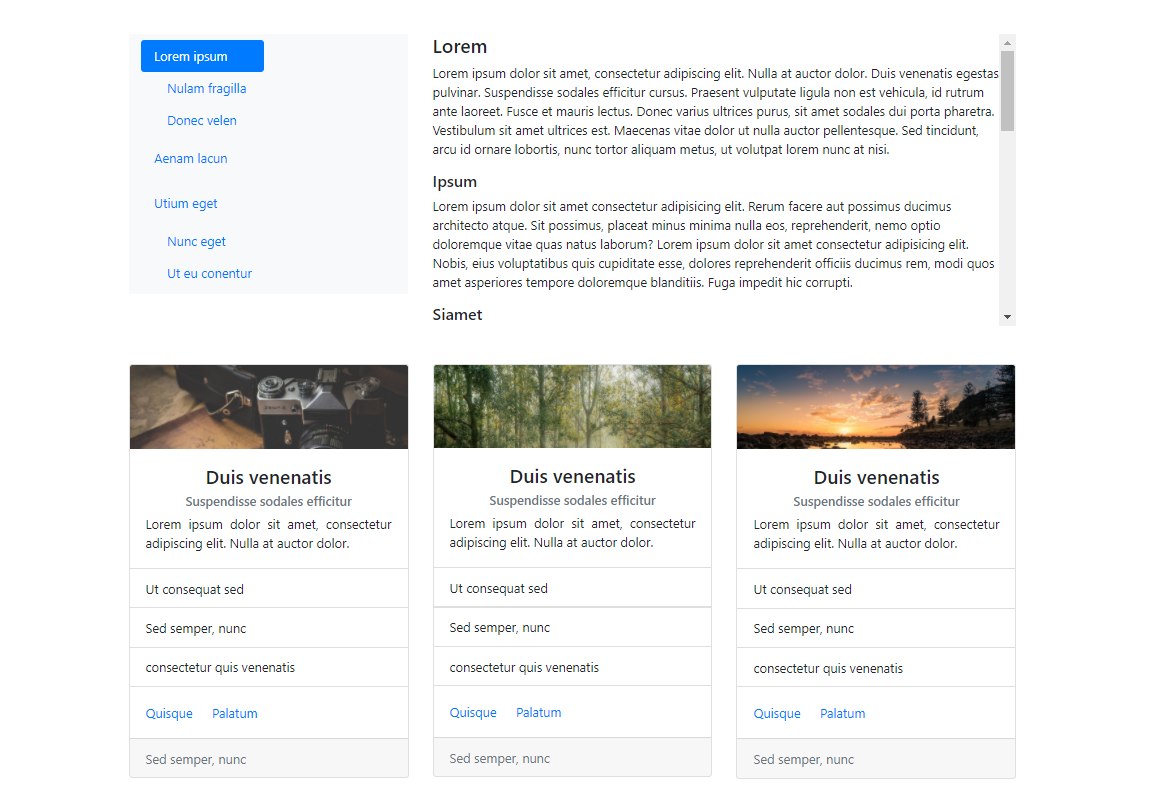 Lorem ipsum
Nulam fragilla
Donec velen
Aenam lacun
Utium eget
Nunc eget
Ut eu conentur
Lorem
Lorem ipsum dolor sit amet, consectetur adipiscing elit. Nulla at auctor dolor. Duis venenatis egestas
pulvinar. Suspendisse sodales efficitur cursus. Praesent vulputate ligula non est vehicula, id rutrum
ante laoreet. Fusce et mauris lectus. Donec varius ultrices purus, sit amet sodales dui porta pharetra.
Vestibulum sit amet ultrices est. Maecenas vitae dolor ut nulla auctor pellentesque. Sed tincidunt,
arcu id ornare lobortis, nunc tortor aliquam metus, ut volutpat lorem nunc at nisi.
Ipsum
Lorem ipsum dolor sit amet consectetur adipisicing elit. Rerum facere aut possimus ducimus
architecto atque. Sit possimus, placeat minus minima nulla eos, reprehenderit, nemo optio
doloremque vitae quas natus laborum? Lorem ipsum dolor sit amet consectetur adipisicing elit.
Nobis, eius voluptatibus quis cupiditate esse, dolores reprehenderit officiis ducimus rem, modi quos
amet asperiores tempore doloremque blanditiis. Fuga impedit hic corrupti.
Siamet
Duis venenatis
Suspendisse sodales efficitur
Lorem ipsum dolor sit amet, consectetur
adipiscing elit. Nulla at auctor dolor.
Ut consequat sed
Sed semper, nunc
consectetur quis venenatis
Quisque Palatum
Sed semper, nunc
Duis venenatis
Suspendisse sodales efficitur
Lorem ipsum dolor sit amet, consectetur
adipiscing elit. Nulla at auctor dolor.
Ut consequat sed
Sed semper, nunc
consectetur quis venenatis
Quisque Palatum
Sed semper, nunc
Duis venenatis
Suspendisse sodales efficitur
Lorem ipsum dolor sit amet, consectetur
adipiscing elit. Nulla at auctor dolor.
Ut consequat sed
Sed semper, nunc
consectetur quis venenatis
Quisque Palatum
Sed semper, nunc